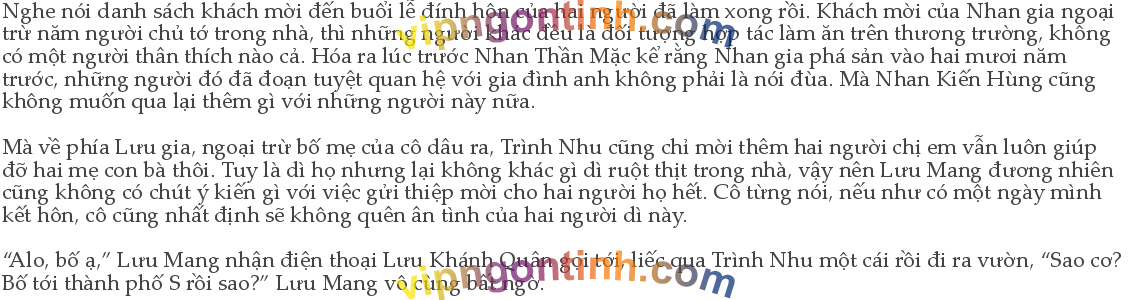 Nghe nói danh sách khách mời đến buổi lễ đính hôn của hai người đã làm xong rồi. Khách mời của Nhan gia ngoại
trừ năm người chủ tớ trong nhà, thì những người khác đều là đối tượng hợp tác làm ăn trên thương trường, không
có một người thân thích nào cả. Hóa ra lúc trước Nhan Thần Mặc kể rằng Nhan gia phá sản vào hai mươi năm
trước, những người đó đã đoạn tuyệt quan hệ với gia đình anh không phải là nói đùa. Mà Nhan Kiến Hùng cũng
không muốn qua lại thêm gì với những người này nữa.
Mà về phía Lưu gia, ngoại trừ bố mẹ của cô dâu ra, Trình Nhu cũng chỉ mời thêm hai người chị em vẫn luôn giúp
đỡ hai mẹ con bà thôi. Tuy là dì họ nhưng lại không khác gì dì ruột thịt trong nhà, vậy nên Lưu Mang đương nhiên
cũng không có chút ý kiến gì với việc gửi thiệp mời cho hai người họ hết. Cô từng nói, nếu như có một ngày mình
kết hôn, cô cũng nhất định sẽ không quên ân tình của hai người dì này.
“Alo, bố ạ,” Lưu Mang nhận điện thoại Lưu Khánh Quân gọi tới, liếc qua Trình Nhu một cái rồi đi ra vườn, “Sao cơ?
Bố tới thành phố S rồi sao?” Lưu Mang vô cùng bất ngờ.
vipngontinh.com
vipngontinh.com